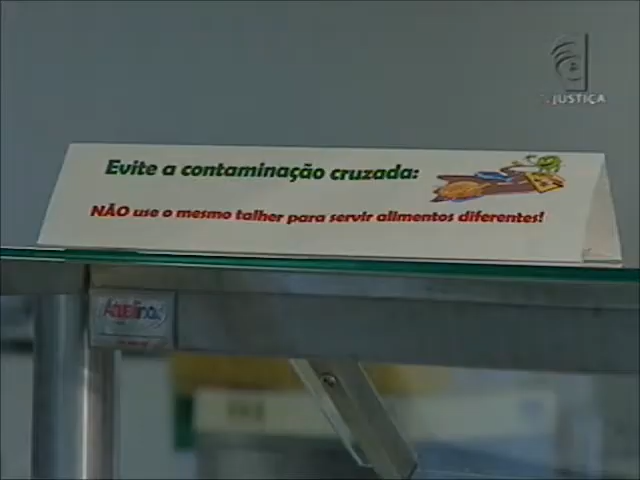 JUSTIÇA
Evite a contaminação cruzada:
NÃO use o mesmo talher para servir alimentos diferentes!